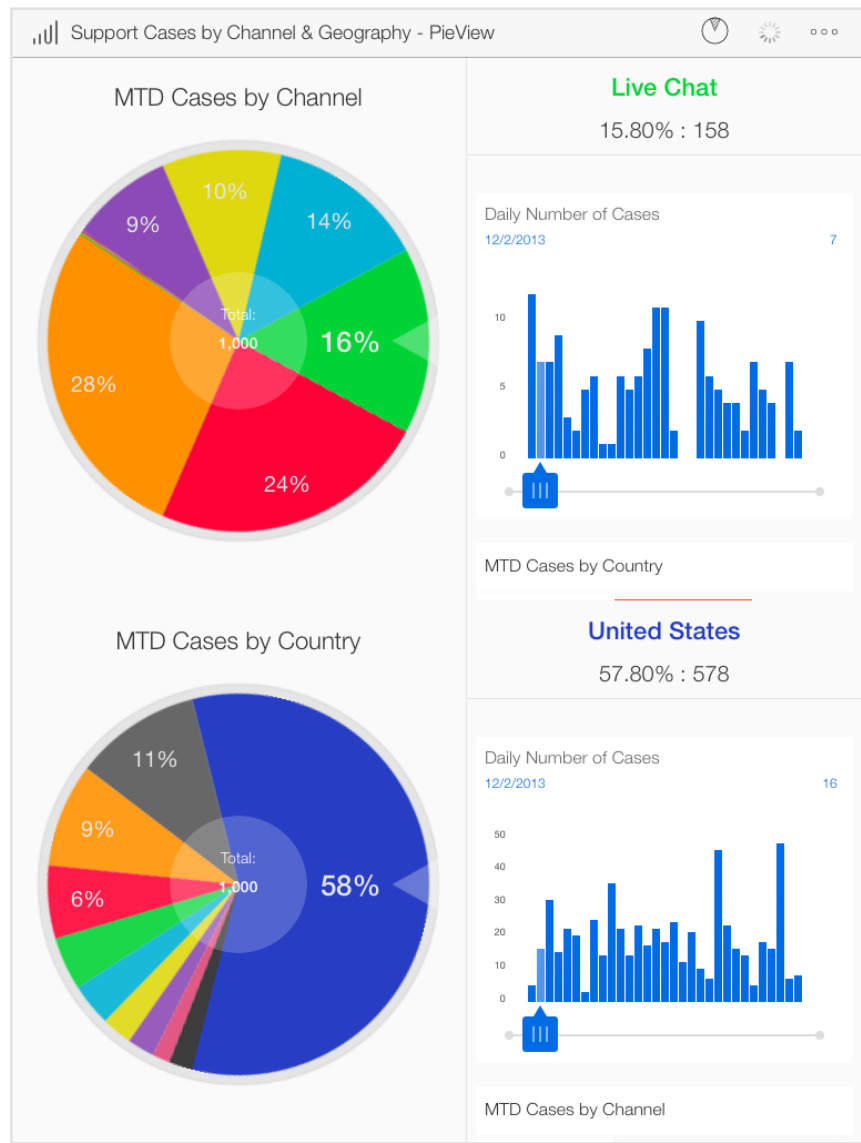 Support Cases by Channel & Geography - PieView
MTD Cases by Channel
10%
14%
9%
Total:
1,000
16%
28%
24%
Live Chat
15.80% : 158
Daily Number of Cases
12/2/2013 7
10
5
0
MTD Cases by Country
MTD Cases by Country
11%
9%
Total:
1,000
58%
6%
United States
57.80% : 578
Daily Number of Cases
12/2/2013 16
50
40
30
20
10
0
MTD Cases by Channel